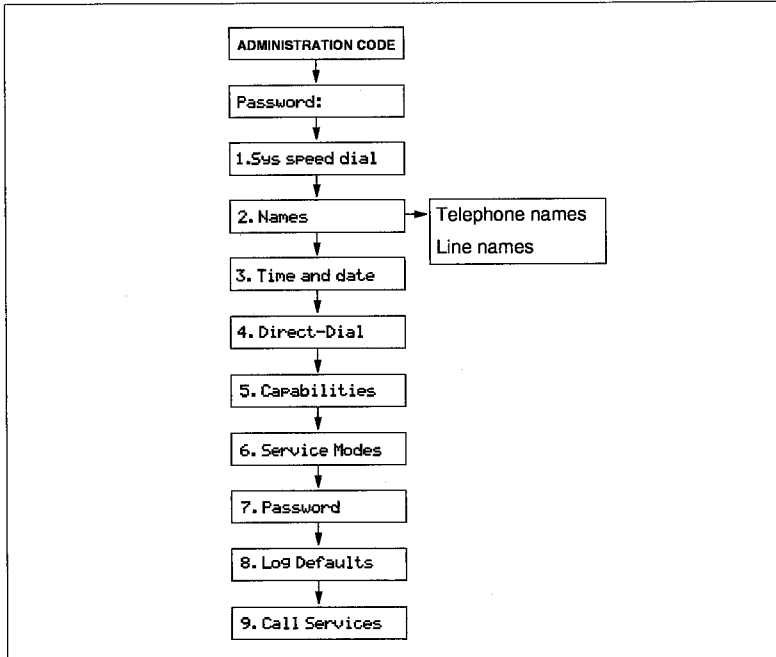 ADMINISTRATION CODE
Password:
1.Sys speed dial
2. Names
Telephone names
Line names
3. Time and date
4. Direct-Dial
5. Capabilities
6. Service Modes
7. Password
8. Log Defaults
9. Call Services